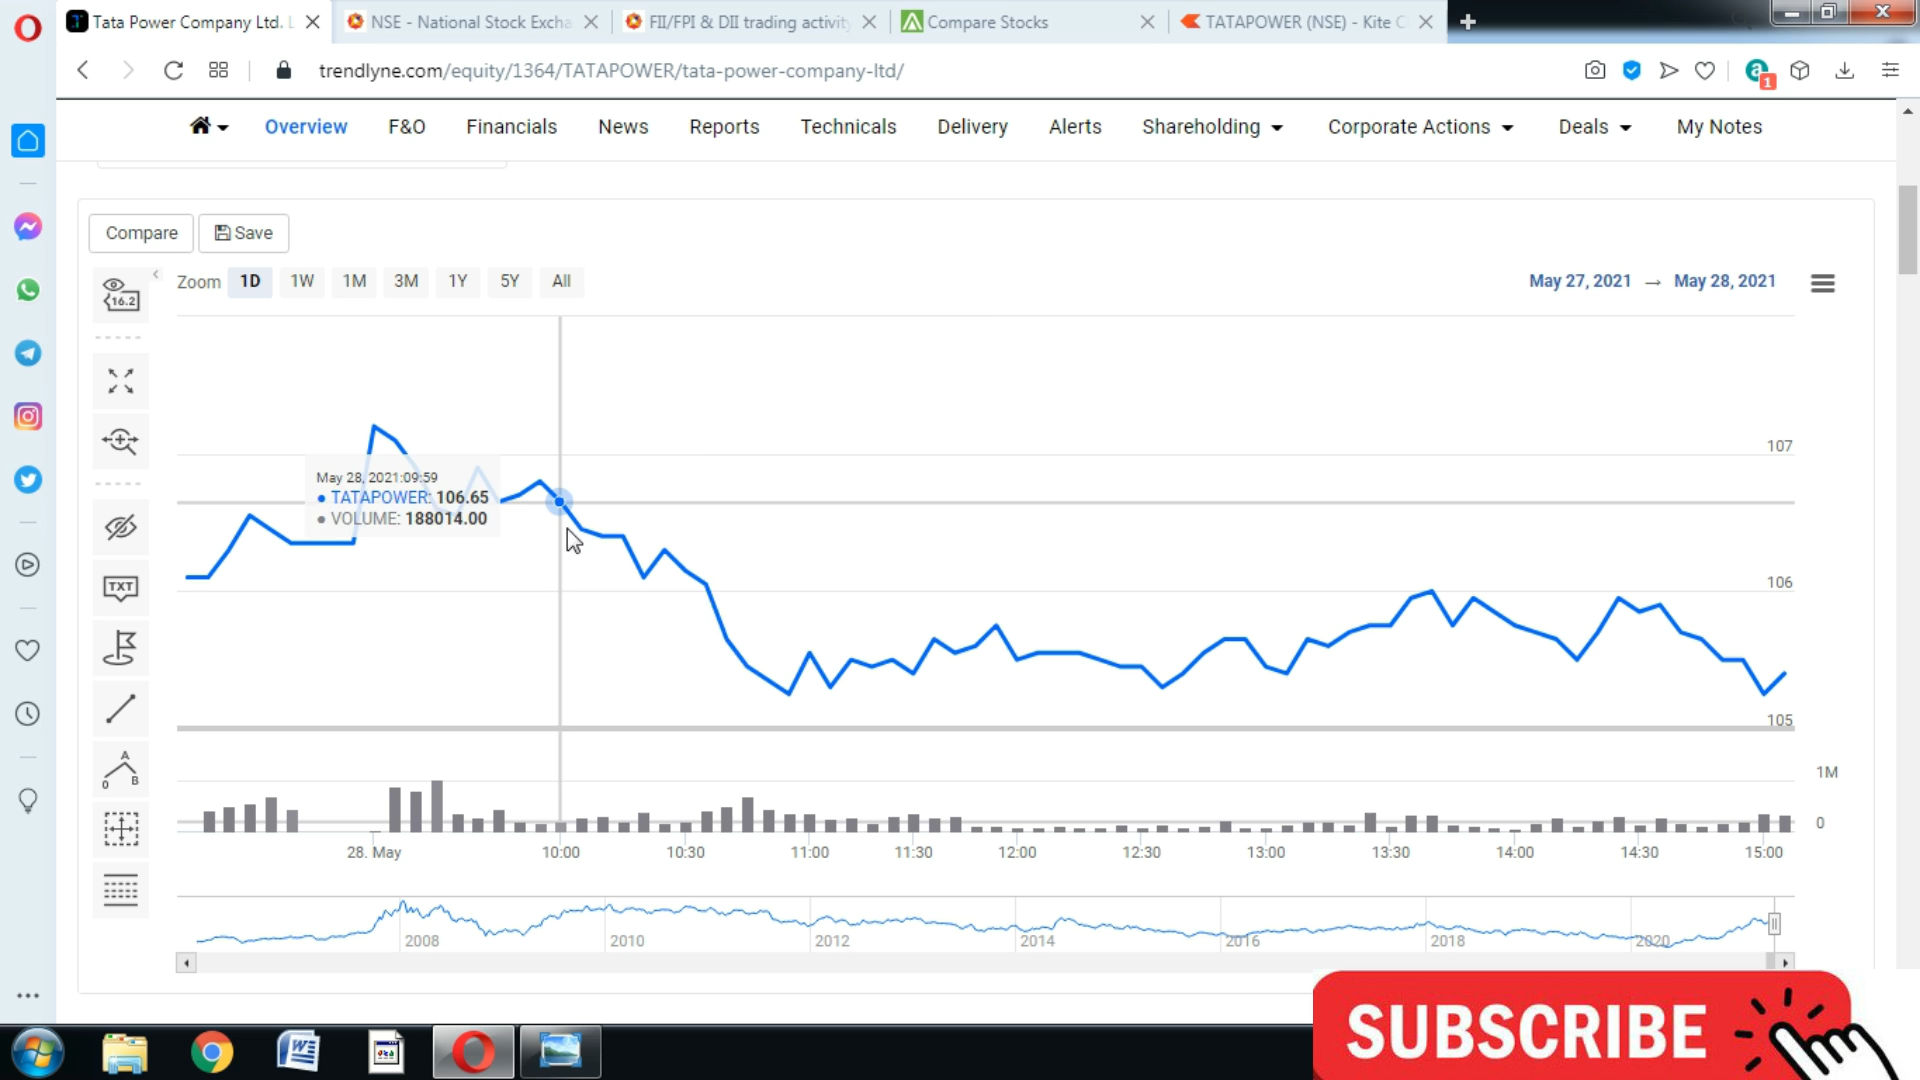 Tata Power Company Ltd. L
NSE - National Stock Excha
FII/FPI & DII trading activity
Compare Stocks
TATAPOWER (NSE) - Kite C
trendlyne.com/equity/1364/TATAPOWER/tata-power-company-ltd/
a
1
Overview F&O Financials News Reports Technicals Delivery Alerts Shareholding Corporate Actions Deals My Notes
Compare Save
16.2
Zoom 1D 1W 1M 3M 1Y 5Y All
May 27, 2021 → May 28, 2021
107
May 28, 2021:09:59
● TATAPOWER: 106.65
● VOLUME: 188014.00
TXT
106
105
A
0 B
1M
0
28. May 10:00 10:30 11:00 11:30 12:00 12:30 13:00 13:30 14:00 14:30 15:00
2008 2010 2012 2014 2016 2018 2020
SUBSCRIBE